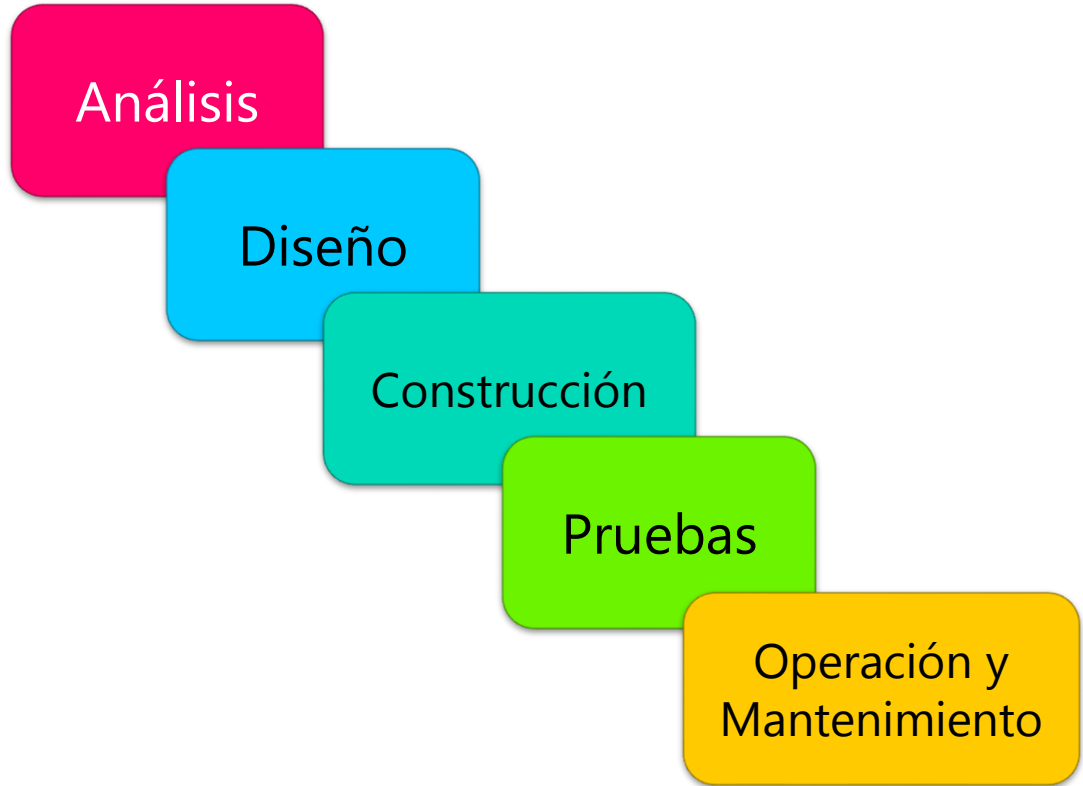 Análisis
Diseño
Construcción
Pruebas
Operación y
Mantenimiento